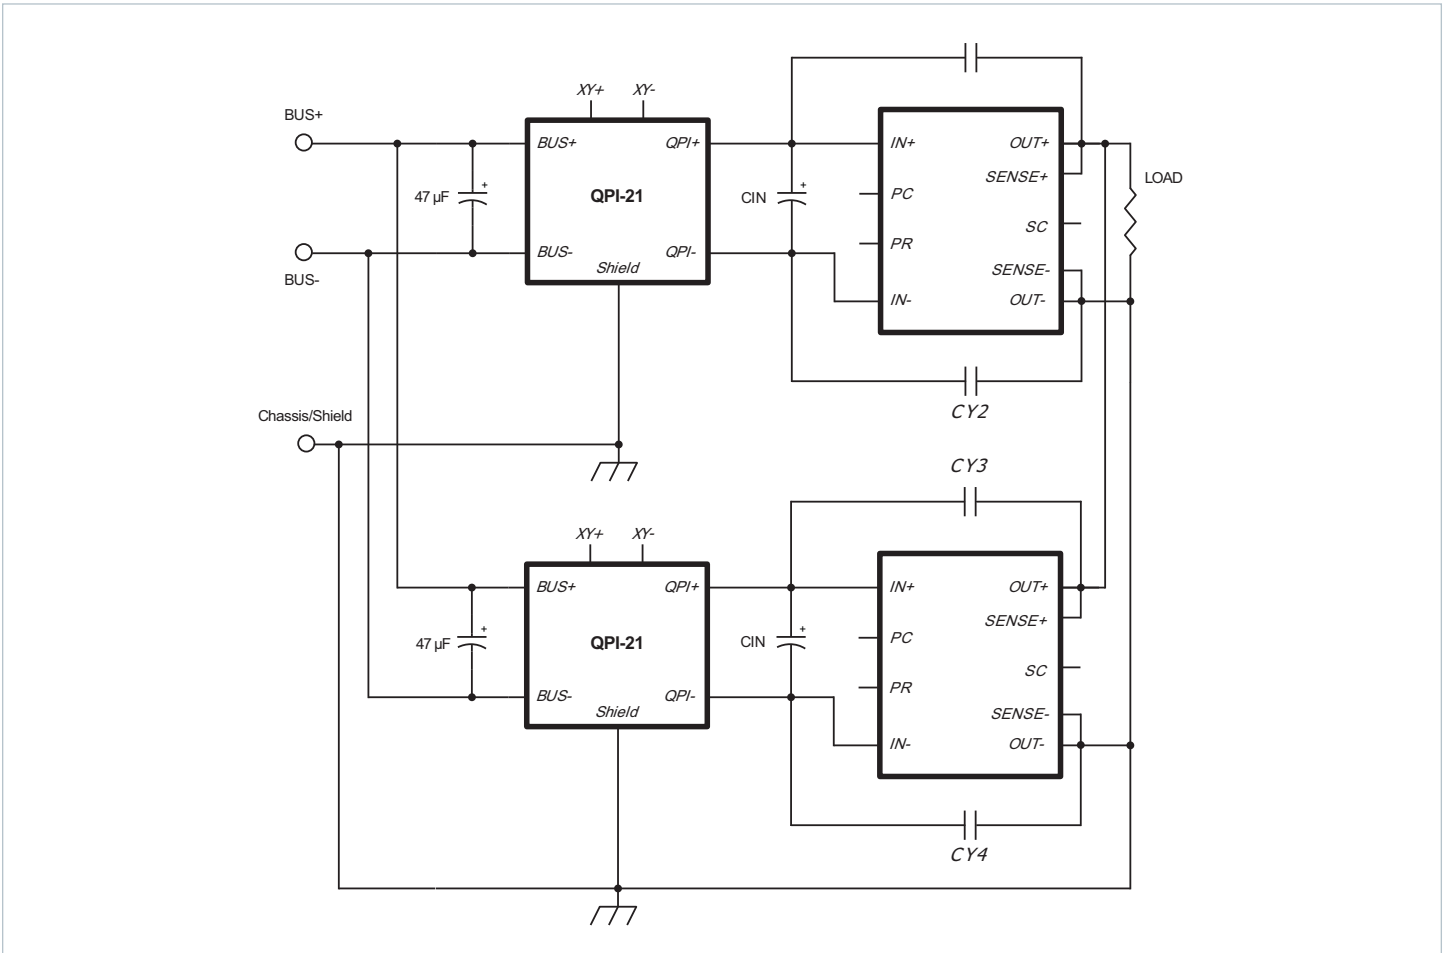 XY+ XY-
BUS+
BUS+ QPI+ IN+ OUT+
SENSE+ LOAD
47 µF + QPI-21 CIN + PC
SC
PR
BUS- QPI- SENSE-
Shield
BUS-
IN- OUT-
CY2
Chassis/Shield
CY3
XY+ XY-
BUS+ QPI+ IN+ OUT+
SENSE+
47 µF + QPI-21 CIN + PC
SC
PR
BUS- QPI- SENSE-
Shield
IN- OUT-
CY4